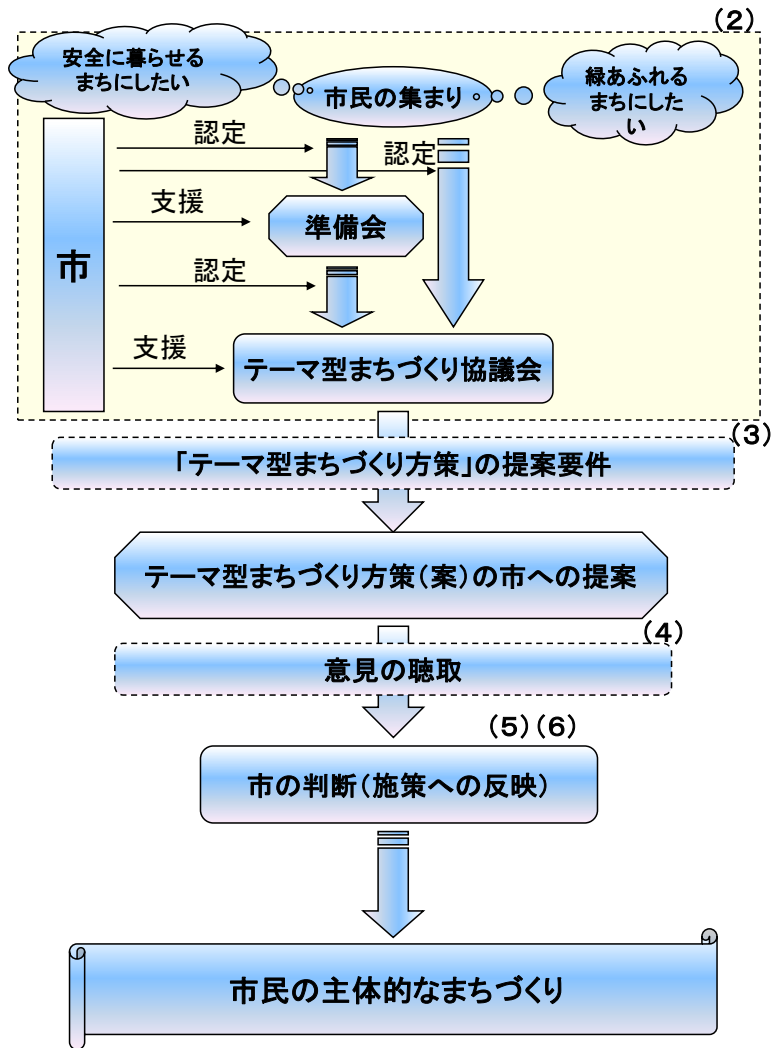 (2)
安全に暮らせる
まちにしたい
市民の集まり
緑あふれる
まちにした
い
認定
認定
支援
準備会
市
認定
支援
テーマ型まちづくり協議会
(3)
「テーマ型まちづくり方策」の提案要件
テーマ型まちづくり方策(案)の市への提案
(4)
意見の聴取
(5)(6)
市の判断(施策への反映)
市民の主体的なまちづくり